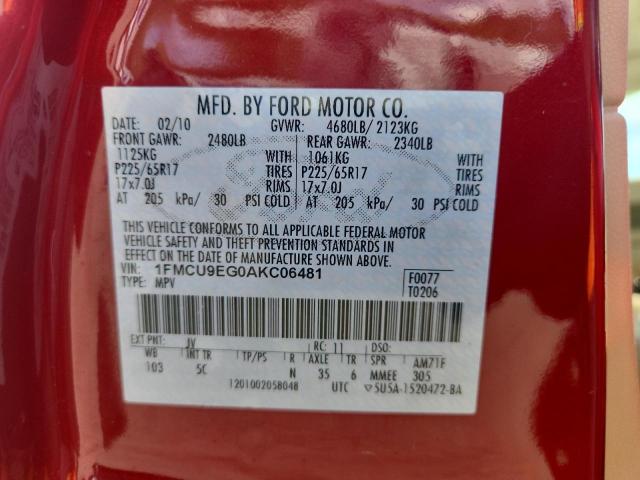 MFD. BY FORD MOTOR CO.
DATE: 02/10 GVWR: 4680LB/ 2123KG
FRONT GAWR: 2480LB REAR GAWR: 2340LB
1125KG WITH 1061KG WITH
P225/65R17 TIRES P225/65R17 TIRES
17x7.0J RIMS 17x7.0J RIMS
AT 205 kPa/ 30 PSI COLD AT 205 kPa/ 30 PSI COLD
THIS VEHICLE CONFORMS TO ALL APPLICABLE FEDERAL MOTOR
VEHICLE SAFETY AND THEFT PREVENTION STANDARDS IN
EFFECT ON THE DATE OF MANUFACTURE SHOWN ABOVE.
VIN: 1FMCU9EG0AKC06481 F0077
TYPE: MPV T0206
EXT PNT: JV RC: 11 DSO:
WB INT TR TP/PS R AXLE TR SPR AM71F
103 5C N 35 6 MMEE 305
1201002058048 UTC ▽5U5A-1520472-BA